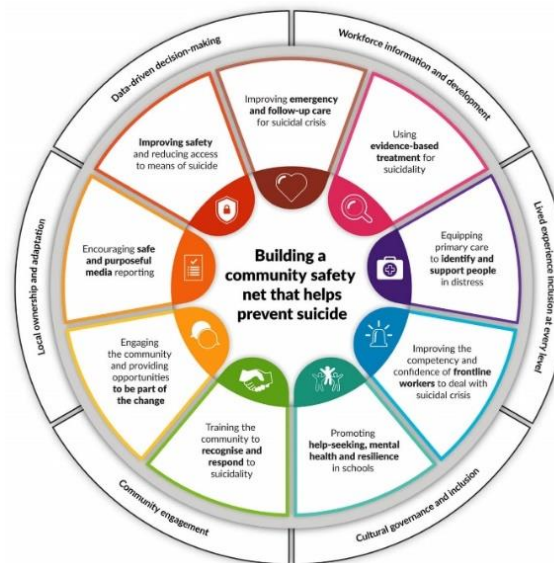 Data-driven decision-making
Workforce information and development
Lived experience inclusion at every level
Cultural governance and inclusion
Community engagement
Local ownership and adaptation
Improving emergency
and follow-up care
for suicidal crisis
Using
evidence-based
treatment for
suicidality
Equipping
primary care
to identify and
support people
in distress
Improving the
competency and
confidence of frontline
workers to deal with
suicidal crisis
Promoting
help-seeking, mental
health and resilience
in schools
Training the
community to
recognise and
respond to
suicidality
Engaging
the community
and providing
opportunities
to be part of
the change
Encouraging safe
and purposeful
media reporting
Improving safety
and reducing access
to means of suicide
Building a
community safety
net that helps
prevent suicide